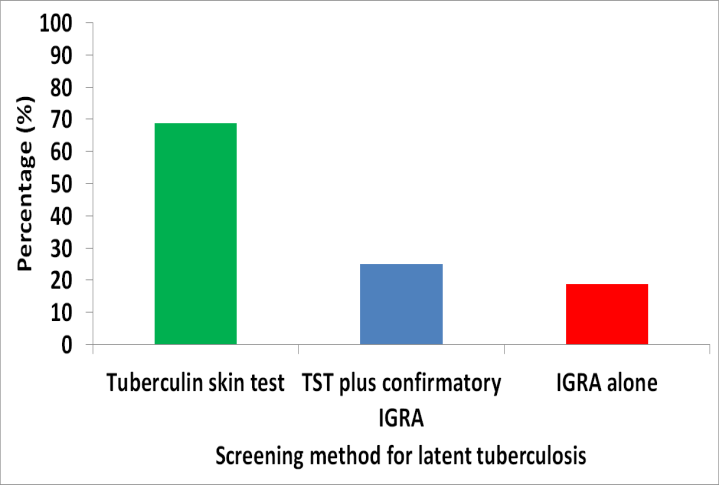 Percentage (%)
100
90
80
70
60
50
40
30
20
10
0
Tuberculin skin test
TST plus confirmatory
IGRA
IGRA alone
Screening method for latent tuberculosis